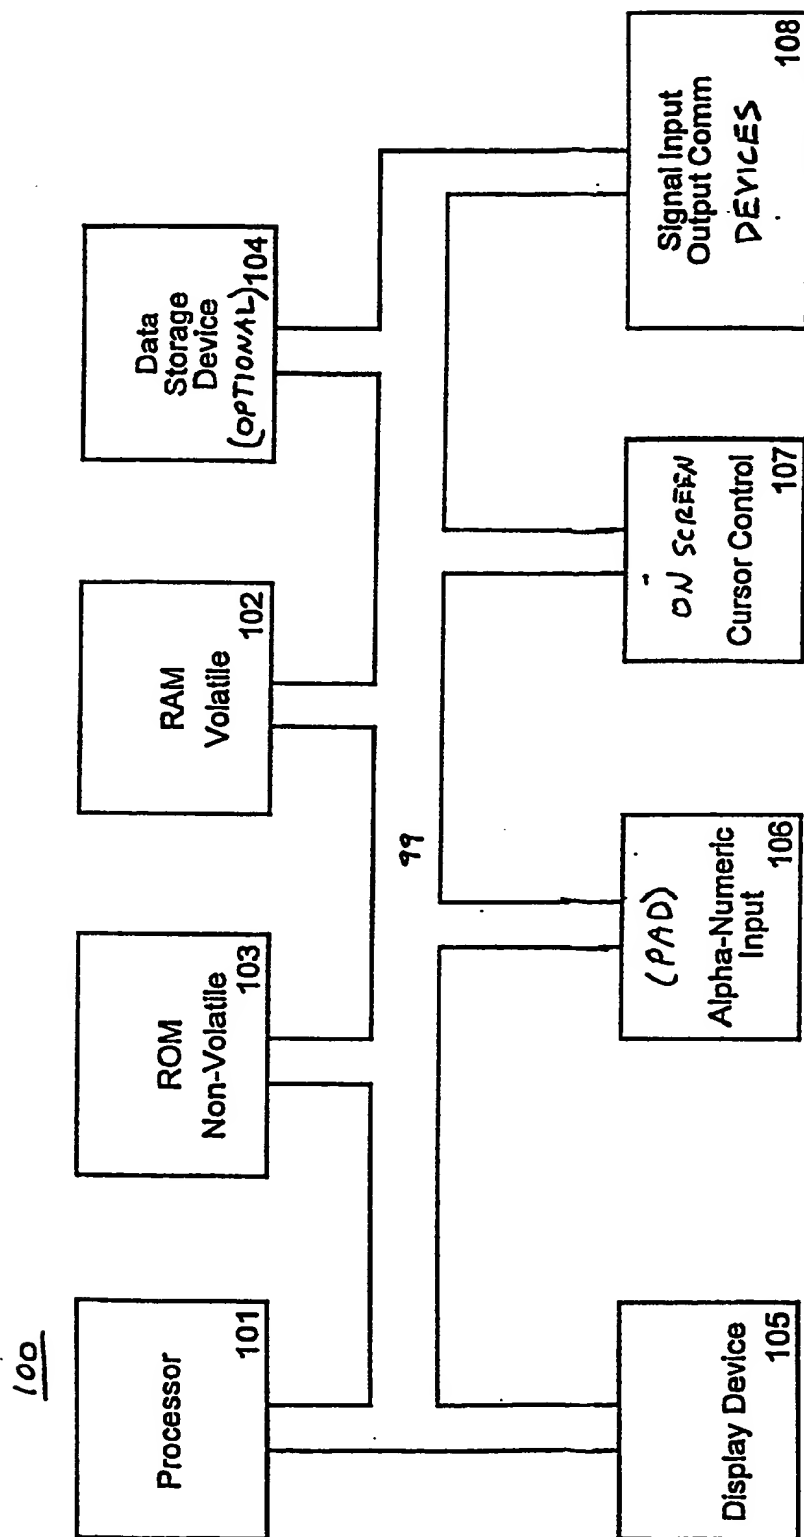 100
Processor
101
ROM
Non-Volatile
103
RAM
Volatile
102
Data
Storage
Device
(OPTIONAL) 104
99
Display Device
105
(PAD)
Alpha-Numeric
Input
106
ON SCREEN
Cursor Control
107
Signal Input
Output Comm
DEVICES
108